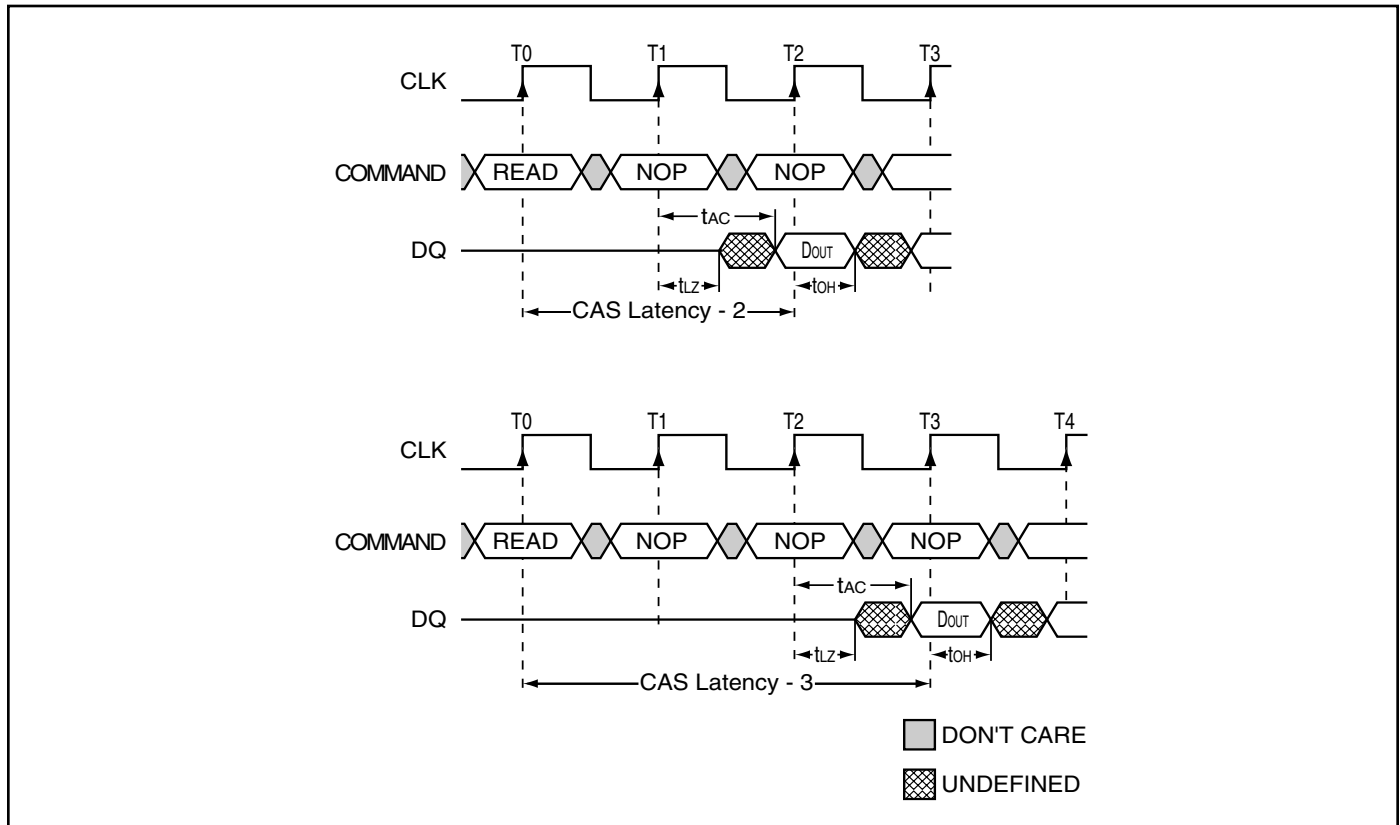 T0 T1 T2 T3
CLK
COMMAND READ NOP NOP
tAC
DQ DOUT
tLZ tOH
CAS Latency - 2
T0 T1 T2 T3 T4
CLK
COMMAND READ NOP NOP NOP
tAC
DQ DOUT
tLZ tOH
CAS Latency - 3
DON'T CARE
UNDEFINED